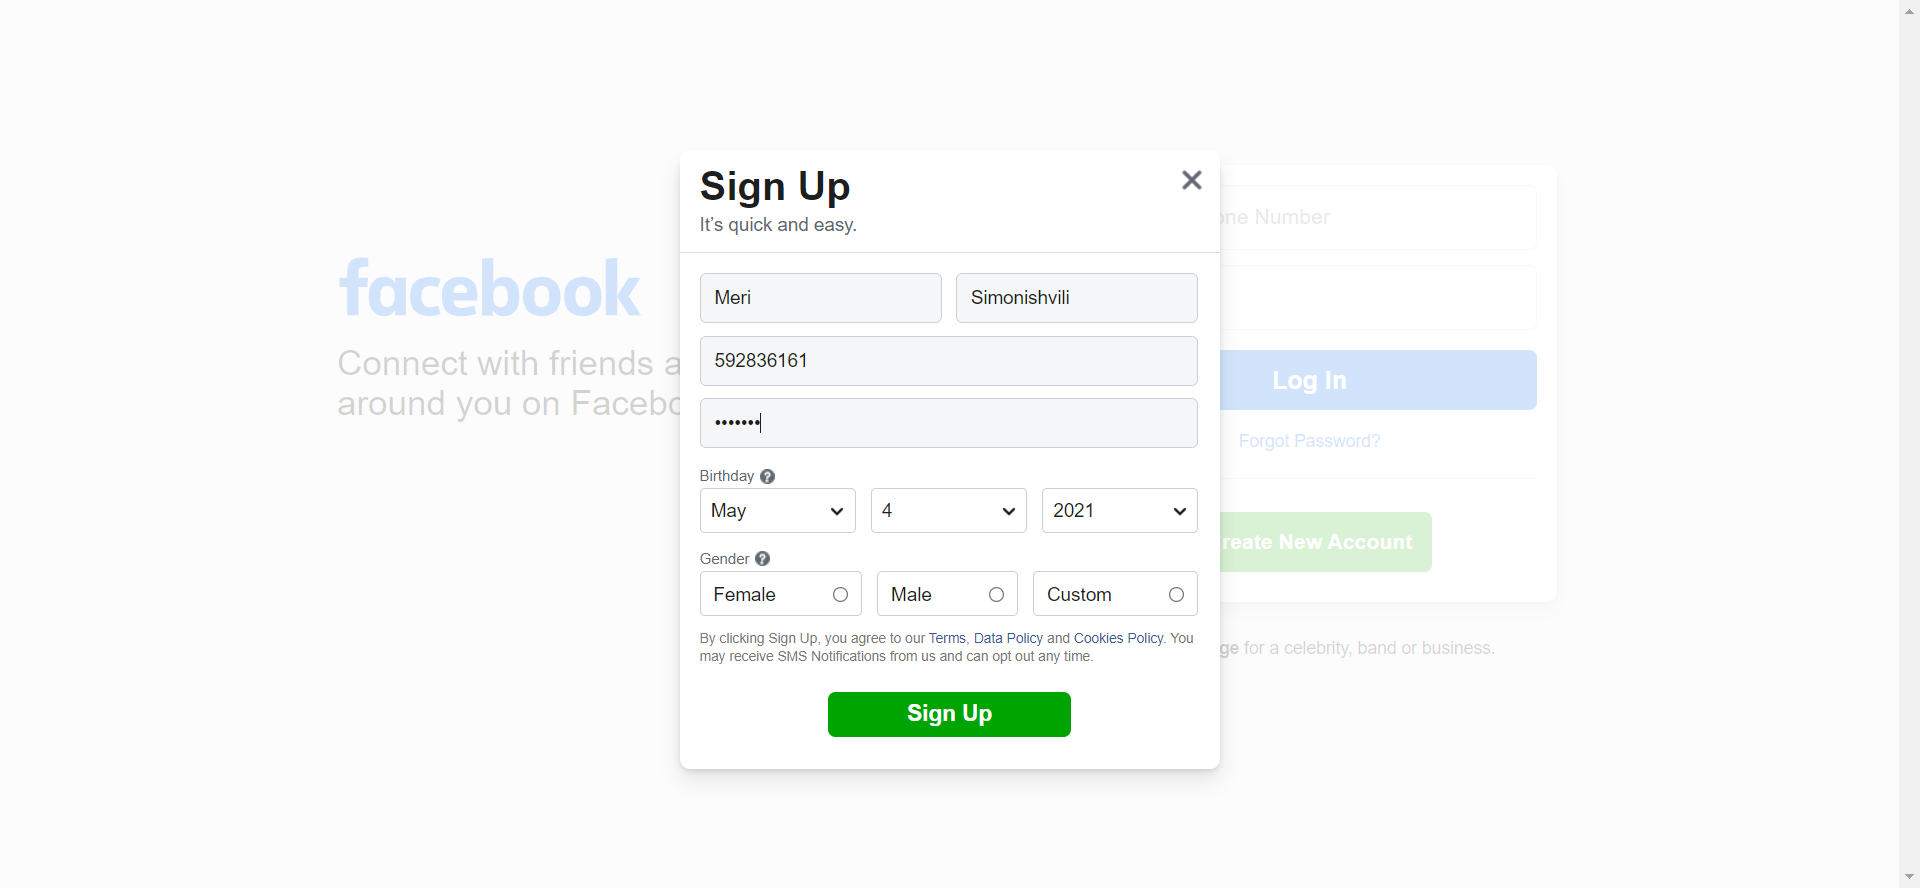 facebook
Connect with friends a
around you on Facebo
Sign Up
It's quick and easy.
Meri
Simonishvili
592836161
•••••••
Birthday ?
May
4
2021
Gender ?
Female
Male
Custom
By clicking Sign Up, you agree to our Terms, Data Policy and Cookies Policy. You
may receive SMS Notifications from us and can opt out any time.
Sign Up
one Number
Log In
Forgot Password?
reate New Account
ge for a celebrity, band or business.